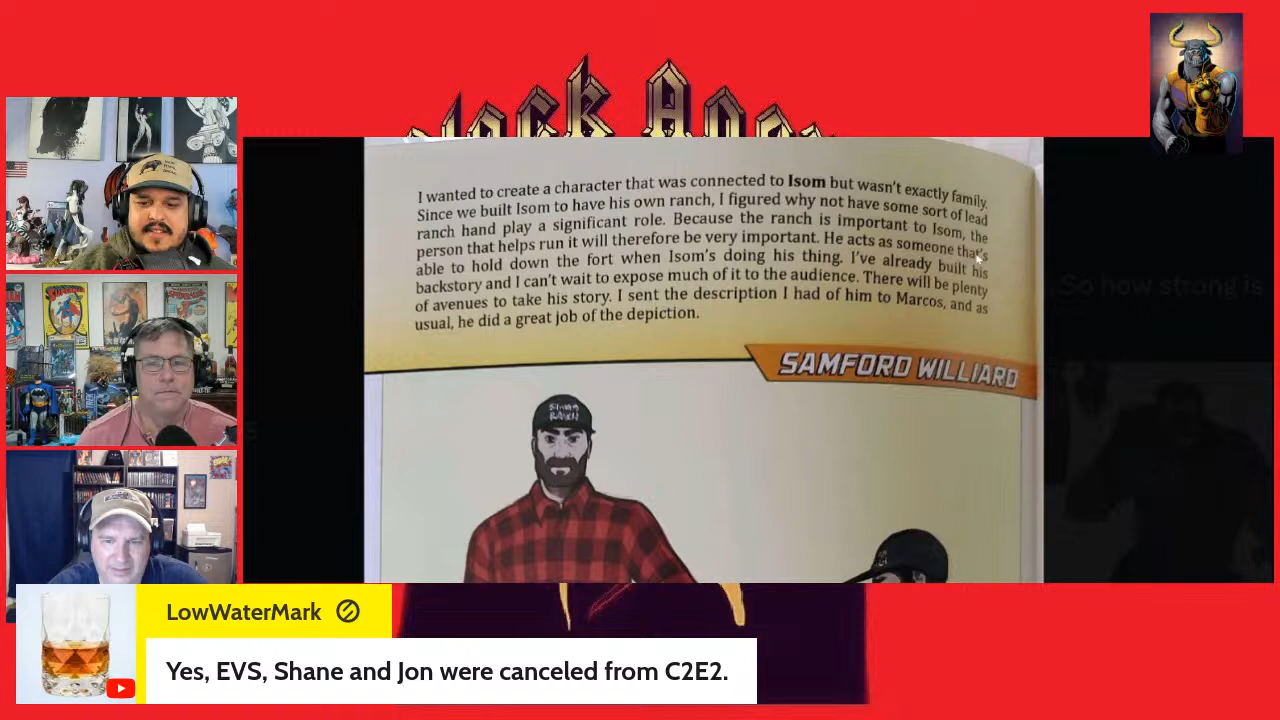 I wanted to create a character that was connected to Isom but wasn't exactly family.
Since we built Isom to have his own ranch, I figured why not have some sort of lead
ranch hand play a significant role. Because the ranch is important to Isom, the
person that helps run it will therefore be very important. He acts as someone that's
able to hold down the fort when Isom's doing his thing. I've already built his
backstory and I can't wait to expose much of it to the audience. There will be plenty
of avenues to take his story. I sent the description I had of him to Marcos, and as
usual, he did a great job of the depiction.
SAMFORD WILLIARD
So how strong is
LowWaterMark
Yes, EVS, Shane and Jon were canceled from C2E2.